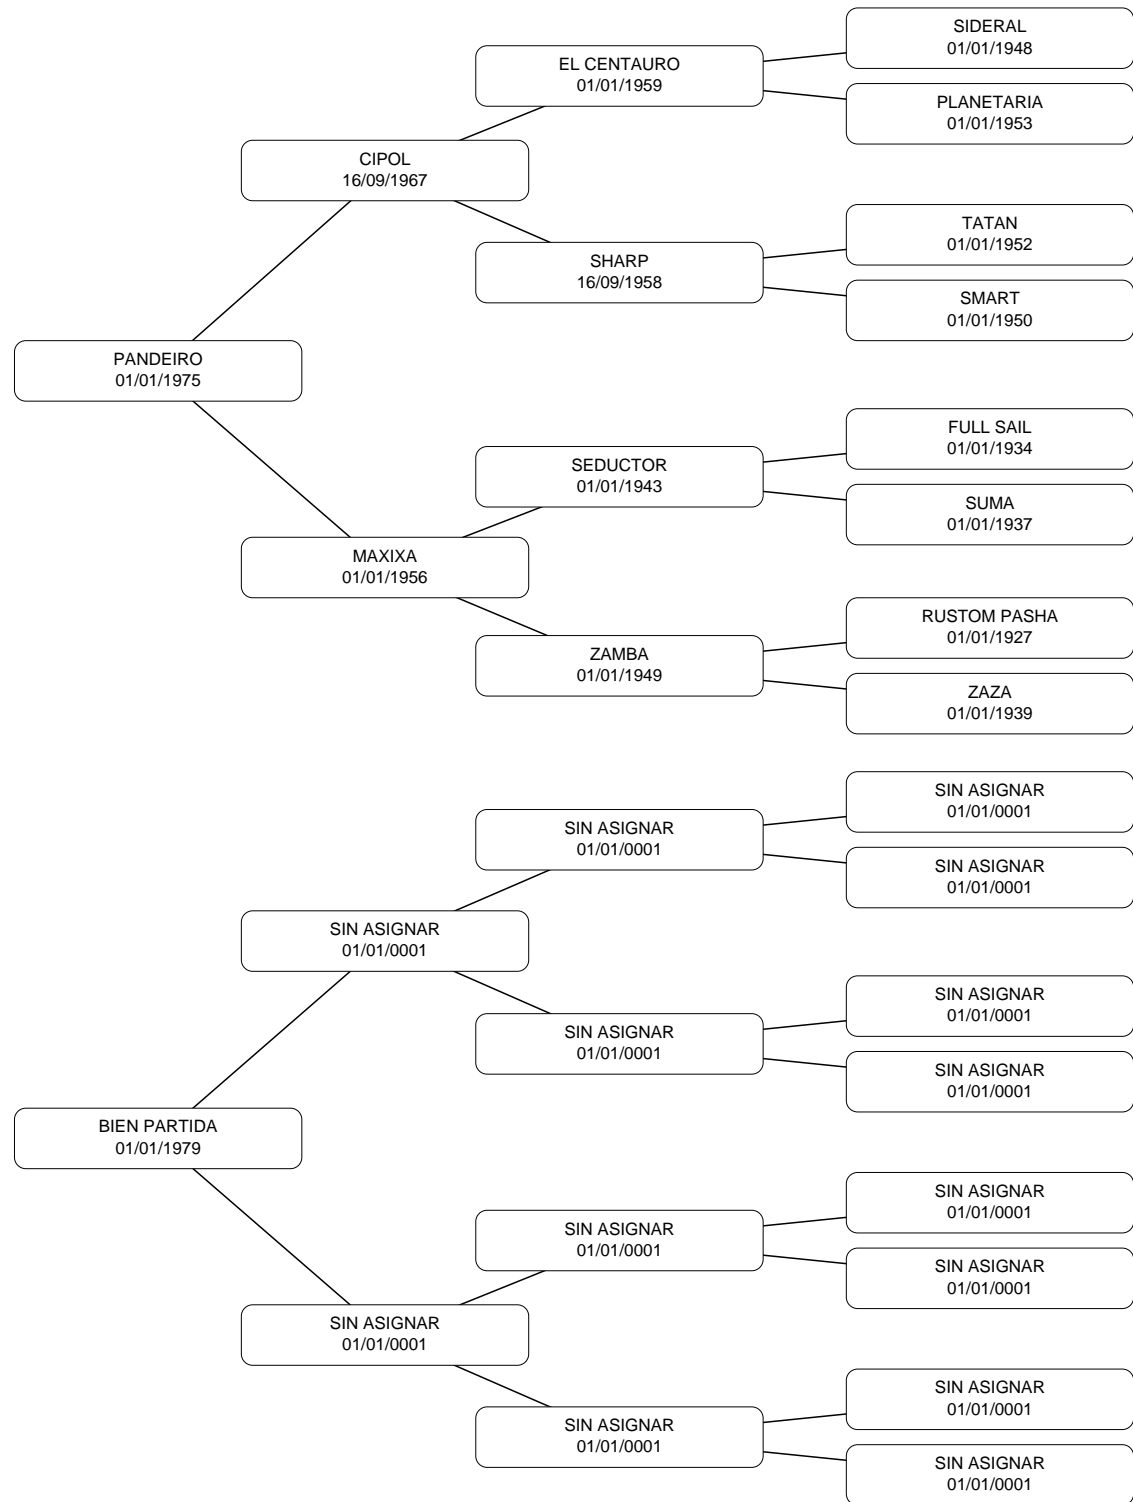 SIDERAL
01/01/1948
EL CENTAURO
01/01/1959
PLANETARIA
01/01/1953
CIPOL
16/09/1967
TATAN
01/01/1952
SHARP
16/09/1958
SMART
01/01/1950
PANDEIRO
01/01/1975
FULL SAIL
01/01/1934
SEDUCTOR
01/01/1943
SUMA
01/01/1937
MAXIXA
01/01/1956
RUSTOM PASHA
01/01/1927
ZAMBA
01/01/1949
ZAZA
01/01/1939
SIN ASIGNAR
01/01/0001
SIN ASIGNAR
01/01/0001
SIN ASIGNAR
01/01/0001
SIN ASIGNAR
01/01/0001
SIN ASIGNAR
01/01/0001
SIN ASIGNAR
01/01/0001
SIN ASIGNAR
01/01/0001
BIEN PARTIDA
01/01/1979
SIN ASIGNAR
01/01/0001
SIN ASIGNAR
01/01/0001
SIN ASIGNAR
01/01/0001
SIN ASIGNAR
01/01/0001
SIN ASIGNAR
01/01/0001
SIN ASIGNAR
01/01/0001
SIN ASIGNAR
01/01/0001